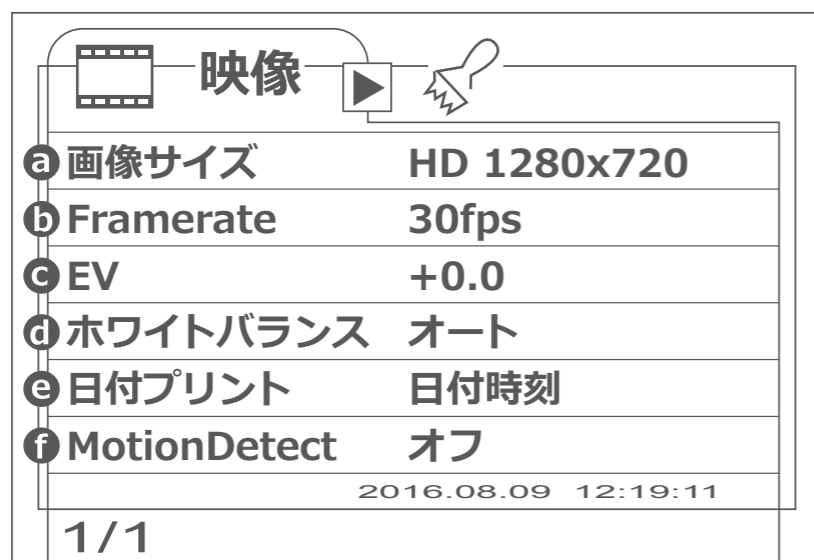 映像
a 画像サイズ HD 1280x720
b Framerate 30fps
c EV +0.0
d ホワイトバランス オート
e 日付プリント 日付時刻
f MotionDetect オフ
2016.08.09 12:19:11
1/1